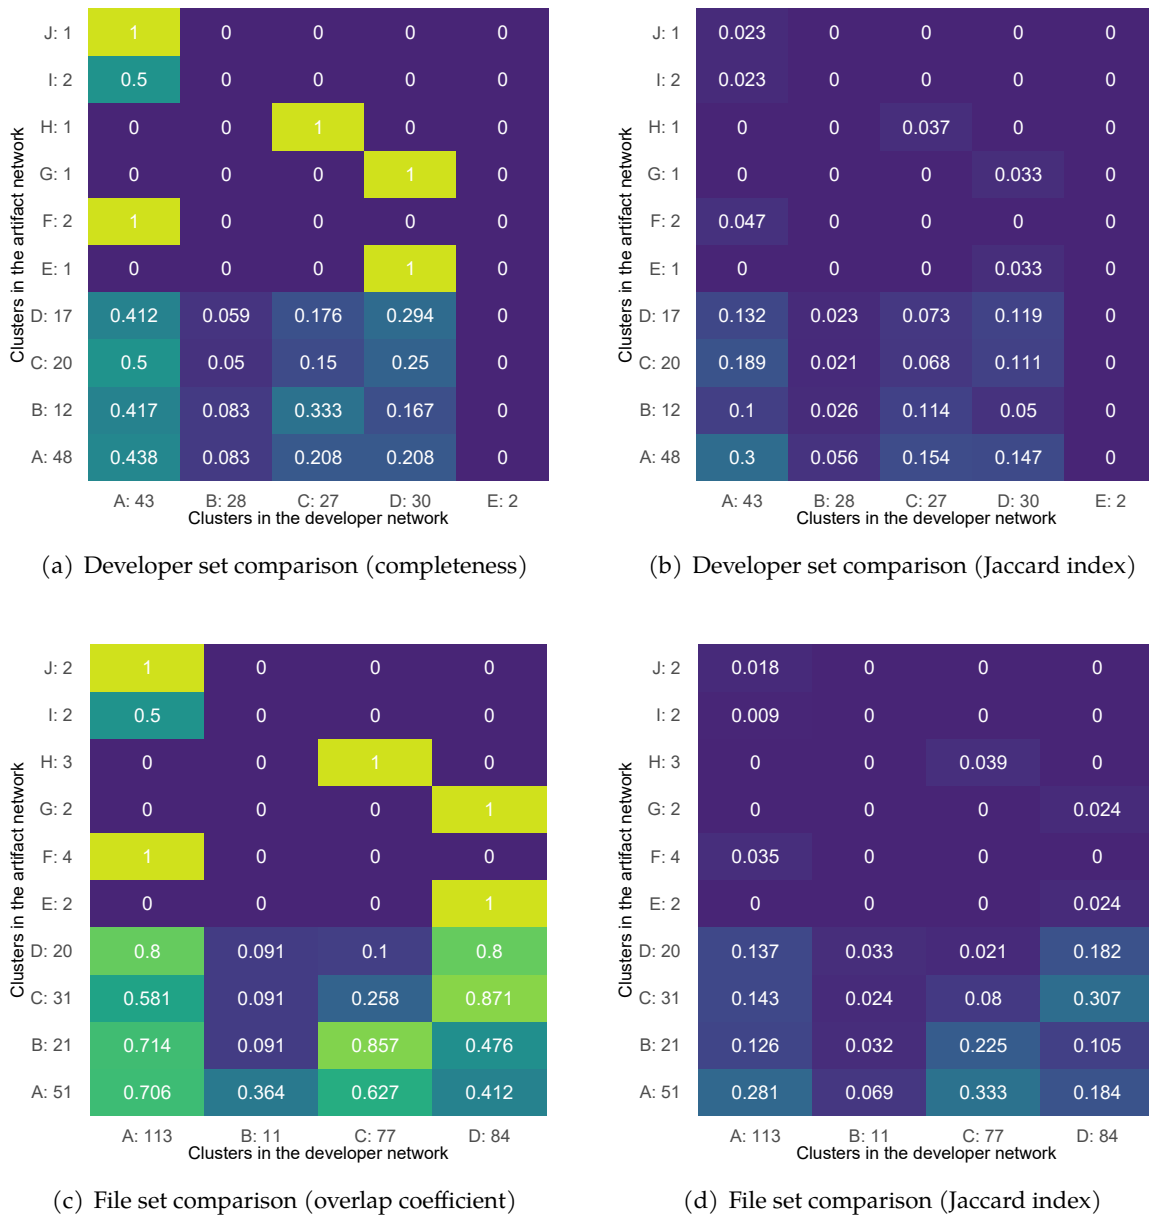 J: 1 1 0 0 0 0
I: 2 0.5 0 0 0 0
H: 1 0 0 1 0 0
G: 1 0 0 0 1 0
F: 2 1 0 0 0 0
E: 1 0 0 0 1 0
D: 17 0.412 0.059 0.176 0.294 0
C: 20 0.5 0.05 0.15 0.25 0
B: 12 0.417 0.083 0.333 0.167 0
A: 48 0.438 0.083 0.208 0.208 0
A: 43 B: 28 C: 27 D: 30 E: 2
Clusters in the developer network
Clusters in the artifact network
(a) Developer set comparison (completeness)
J: 1 0.023 0 0 0 0
I: 2 0.023 0 0 0 0
H: 1 0 0 0.037 0 0
G: 1 0 0 0 0.033 0
F: 2 0.047 0 0 0 0
E: 1 0 0 0 0.033 0
D: 17 0.132 0.023 0.073 0.119 0
C: 20 0.189 0.021 0.068 0.111 0
B: 12 0.1 0.026 0.114 0.05 0
A: 48 0.3 0.056 0.154 0.147 0
A: 43 B: 28 C: 27 D: 30 E: 2
Clusters in the developer network
Clusters in the artifact network
(b) Developer set comparison (Jaccard index)
J: 2 1 0 0 0
I: 2 0.5 0 0 0
H: 3 0 0 1 0
G: 2 0 0 0 1
F: 4 1 0 0 0
E: 2 0 0 0 1
D: 20 0.8 0.091 0.1 0.8
C: 31 0.581 0.091 0.258 0.871
B: 21 0.714 0.091 0.857 0.476
A: 51 0.706 0.364 0.627 0.412
A: 113 B: 11 C: 77 D: 84
Clusters in the developer network
Clusters in the artifact network
(c) File set comparison (overlap coefficient)
J: 2 0.018 0 0 0
I: 2 0.009 0 0 0
H: 3 0 0 0.039 0
G: 2 0 0 0 0.024
F: 4 0.035 0 0 0
E: 2 0 0 0 0.024
D: 20 0.137 0.033 0.021 0.182
C: 31 0.143 0.024 0.08 0.307
B: 21 0.126 0.032 0.225 0.105
A: 51 0.281 0.069 0.333 0.184
A: 113 B: 11 C: 77 D: 84
Clusters in the developer network
Clusters in the artifact network
(d) File set comparison (Jaccard index)